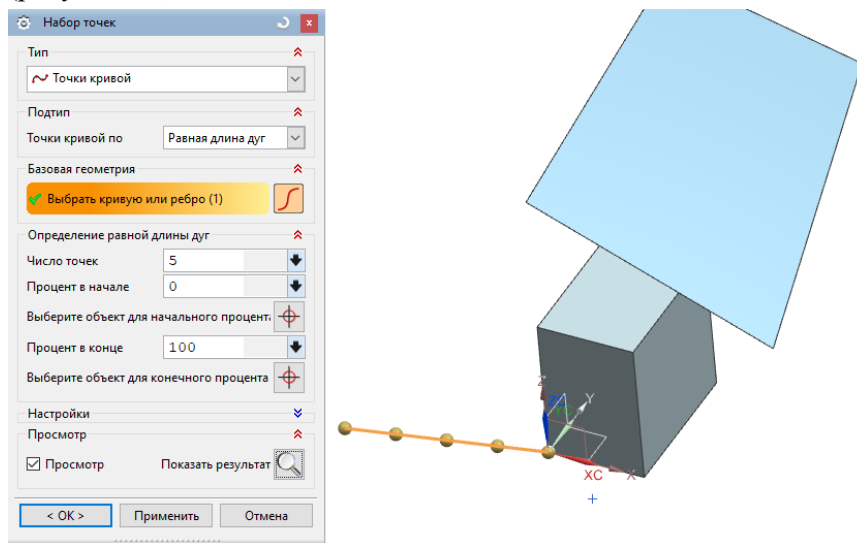 Набор точек
Тип
Точки кривой
Подтип
Точки кривой по Равная длина дуг
Базовая геометрия
Выбрать кривую или ребро (1)
Определение равной длины дуг
Число точек 5
Процент в начале 0
Выберите объект для начального процент
Процент в конце 100
Выберите объект для конечного процента
Настройки
Просмотр
Просмотр Показать результат
< OK > Применить Отмена
Z
Y
XC
X